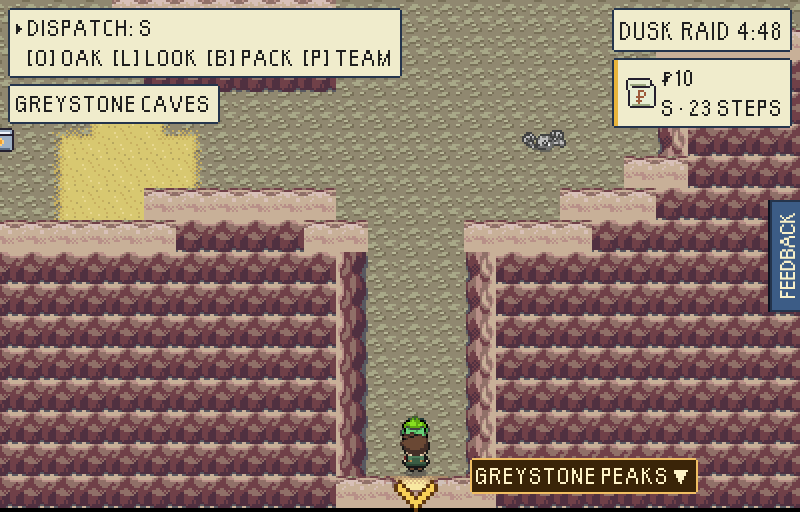 ▸DISPATCH: S
[O]OAK [L]LOOK [B]PACK [P]TEAM
GREYSTONE CAVES
DUSK RAID 4:48
₽10
S · 23 STEPS
FEEDBACK
GREYSTONE PEAKS ▼